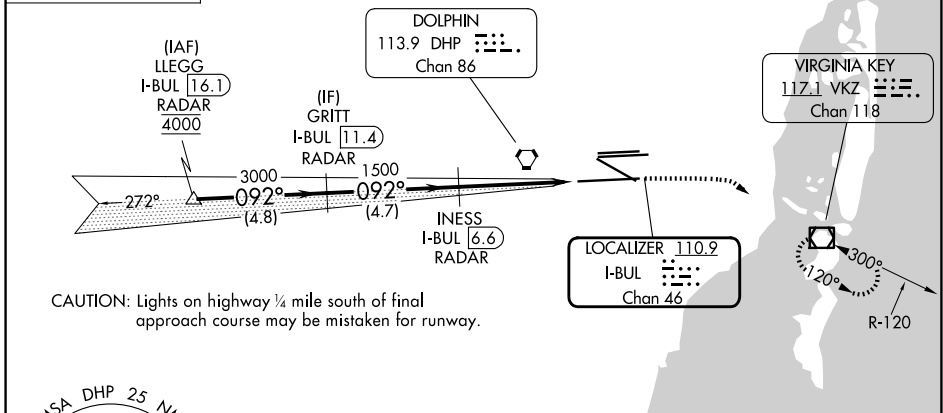 DOLPHIN
113.9 DHP
Chan 86
(IAF)
LLEGG
I-BUL 16.1
RADAR
4000
VIRGINIA KEY
117.1 VKZ
Chan 118
(IF)
GRITT
I-BUL 11.4
RADAR
3000
1500
272°
092°
092°
(4.8)
(4.7)
INESS
I-BUL 6.6
RADAR
LOCALIZER 110.9
I-BUL
Chan 46
300°
120°
R-120
CAUTION: Lights on highway ¼ mile south of final
approach course may be mistaken for runway.
MSA DHP 25 NM